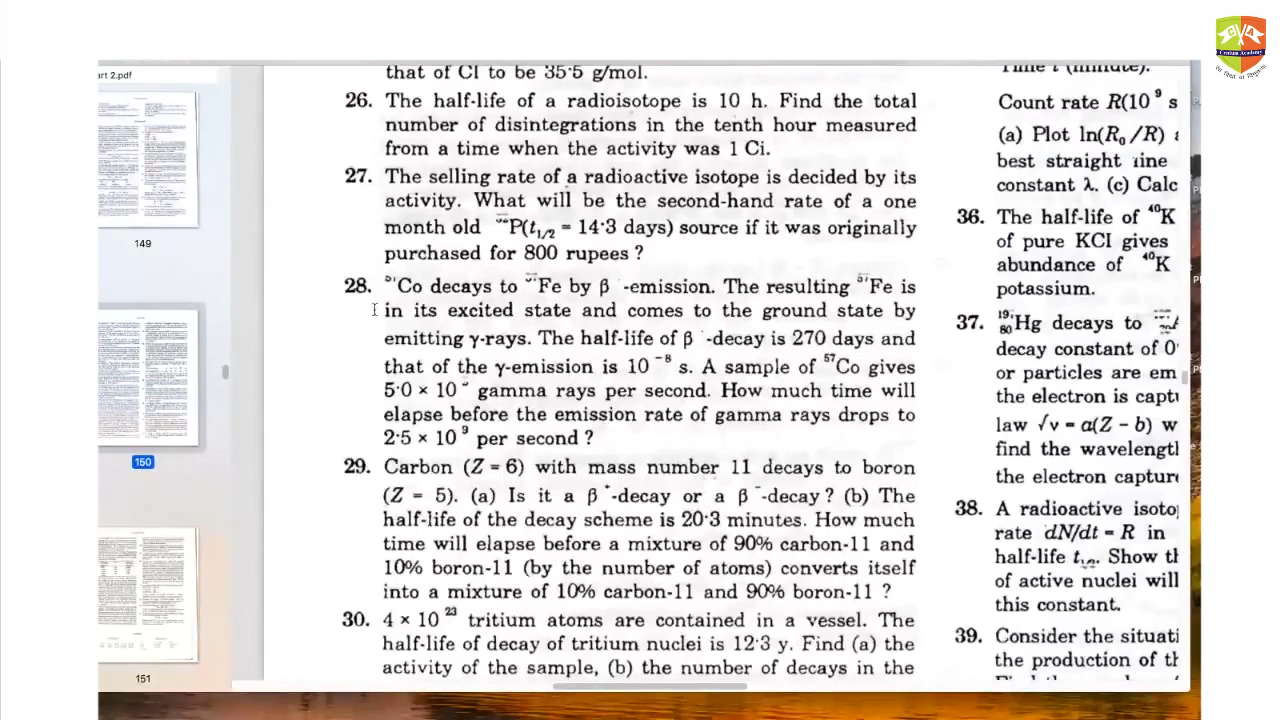 art 2.pdf
149
150
151
that of Cl to be 35·5 g/mol.
26. The half-life of a radioisotope is 10 h. Find the total
number of disintegrations in the tenth hour measured
from a time when the activity was 1 Ci.
27. The selling rate of a radioactive isotope is decided by its
activity. What will be the second-hand rate of a one
month old P(t₁/₂ = 14·3 days) source if it was originally
purchased for 800 rupees ?
28. Co decays to Fe by β -emission. The resulting Fe is
in its excited state and comes to the ground state by
emitting γ-rays. The half-life of β⁻-decay is 270 days and
that of the γ-emission is 10⁻⁸ s. A sample of ⁵⁷Co gives
5·0 × 10 gamma rays per second. How much time will
elapse before the emission rate of gamma rays drops to
2·5 × 10⁹ per second ?
29. Carbon (Z = 6) with mass number 11 decays to boron
(Z = 5). (a) Is it a β⁺-decay or a β⁻-decay? (b) The
half-life of the decay scheme is 20·3 minutes. How much
time will elapse before a mixture of 90% carbon-11 and
10% boron-11 (by the number of atoms) converts itself
into a mixture of 10% carbon-11 and 90% boron-11 ?
30. 4 × 10²³ tritium atoms are contained in a vessel. The
half-life of decay of tritium nuclei is 12·3 y. Find (a) the
activity of the sample, (b) the number of decays in the
Time t (minute).
Count rate R(10⁹ s
(a) Plot ln(R₀/R)
best straight line
constant λ. (c) Calc
36. The half-life of ⁴⁰K
of pure KCl gives
abundance of ⁴⁰K
potassium.
37. Hg decays to
decay constant of 0
or particles are em
the electron is captu
law √ν = a(Z − b) w
find the wavelengtl
the electron capture
38. A radioactive isoto
rate dN/dt = R in
half-life t₁/₂. Show tl
of active nuclei will
this constant.
39. Consider the situati
the production of th
Centum Academy